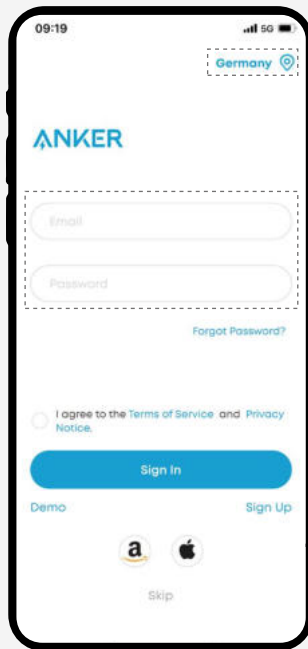 09:19
5G
Germany
ANKER
Email
Password
Forgot Password?
I agree to the Terms of Service and Privacy
Notice.
Sign In
Demo
Sign Up
a
Skip